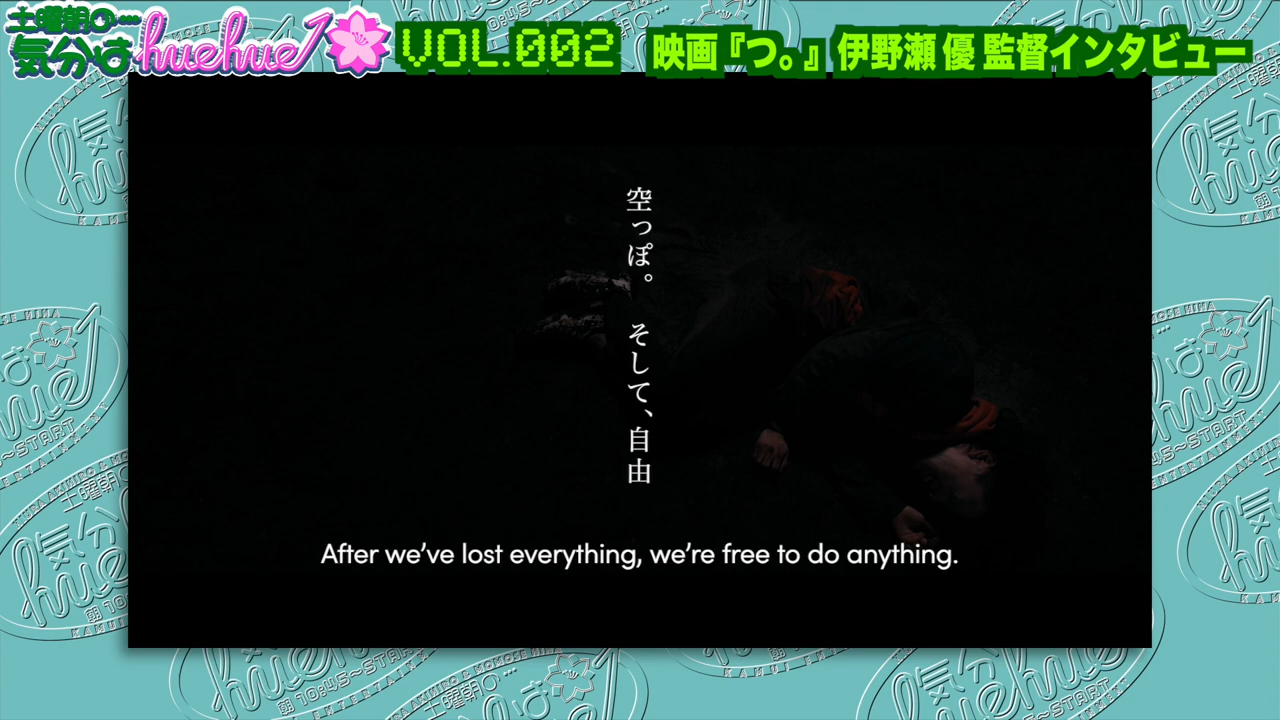 土曜朝の…
気分はhuehue↗
VOL.002
映画『つ。』 伊野瀬 優 監督インタビュー
空っぽ。　そして、自由
After we've lost everything, we're free to do anything.